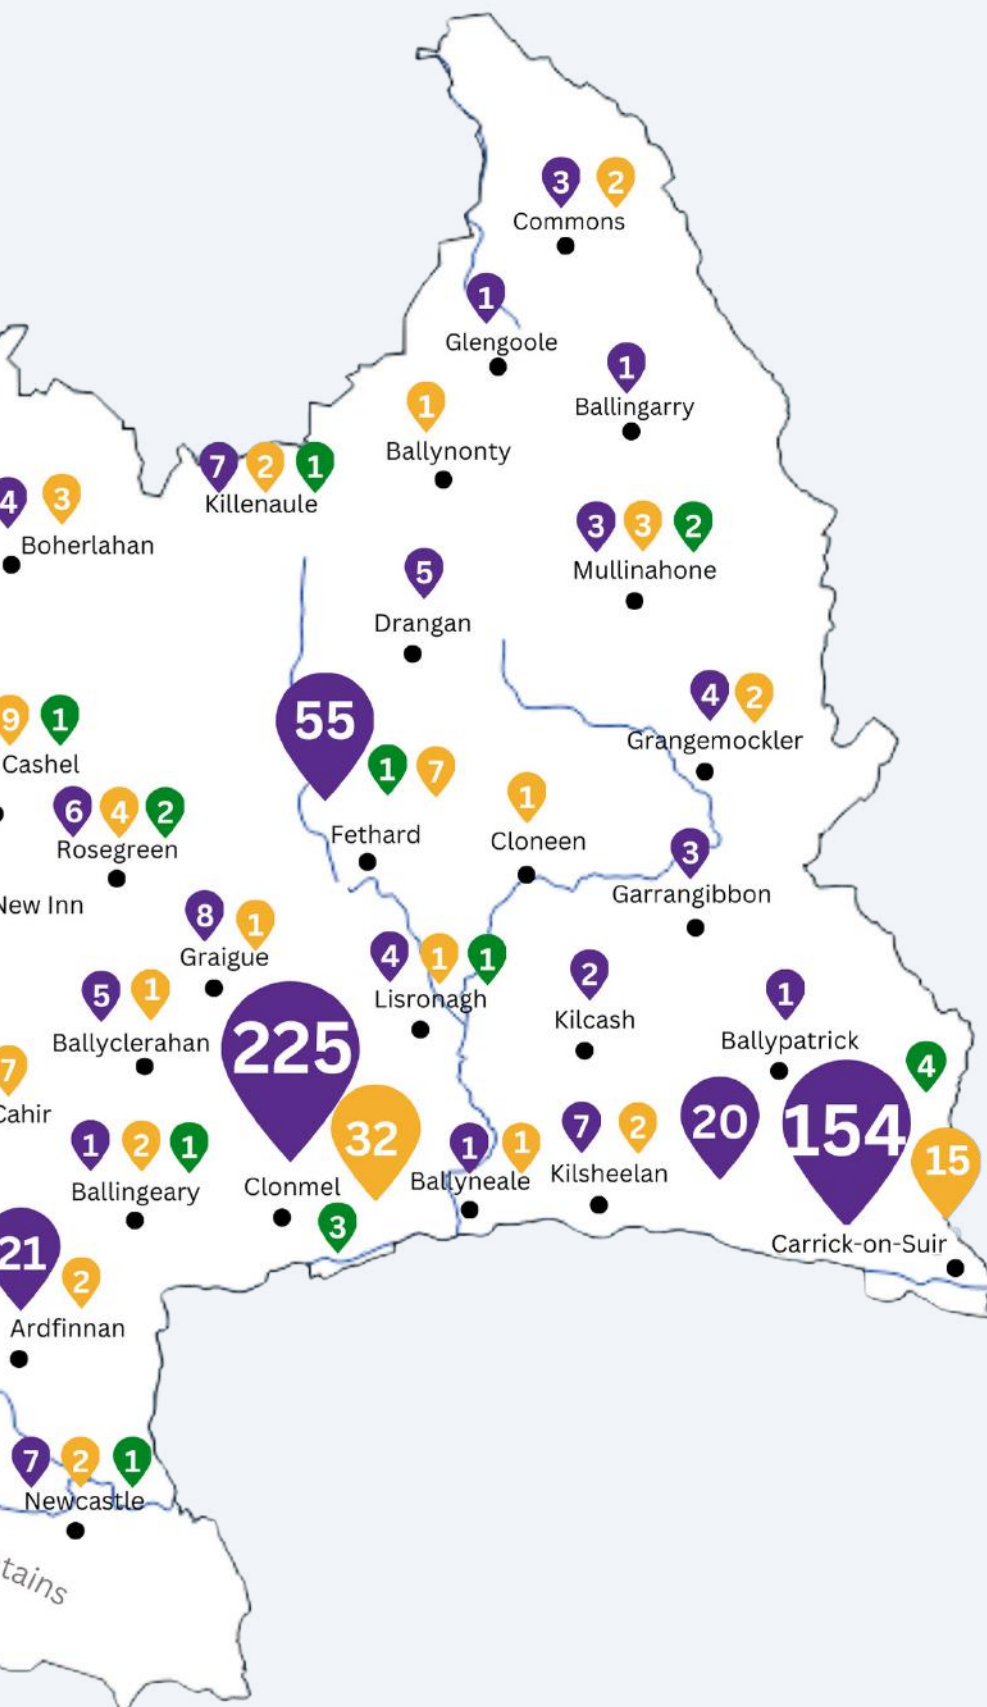 3 2
Commons
1
Glengoole
1
Ballingarry
1
Ballynonty
7 2 1
Killenaule
4 3
Boherlahan
3 3 2
Mullinahone
5
Drangan
55
1 7
Fethard
4 2
Grangemockler
9 1
Cashel
6 4 2
Rosegreen
1
Cloneen
3
Garrangibbon
New Inn
8 1
Graigue
4 1 1
Lisronagh
2
Kilcash
1
Ballypatrick
5 1
Ballyclerahan
225
32
Clonmel
3
7
Cahir
1 2 1
Ballingeary
1 1
Ballyneale
7 2
Kilsheelan
20
154
4
15
Carrick-on-Suir
21 2
Ardfinnan
7 2 1
Newcastle
tains